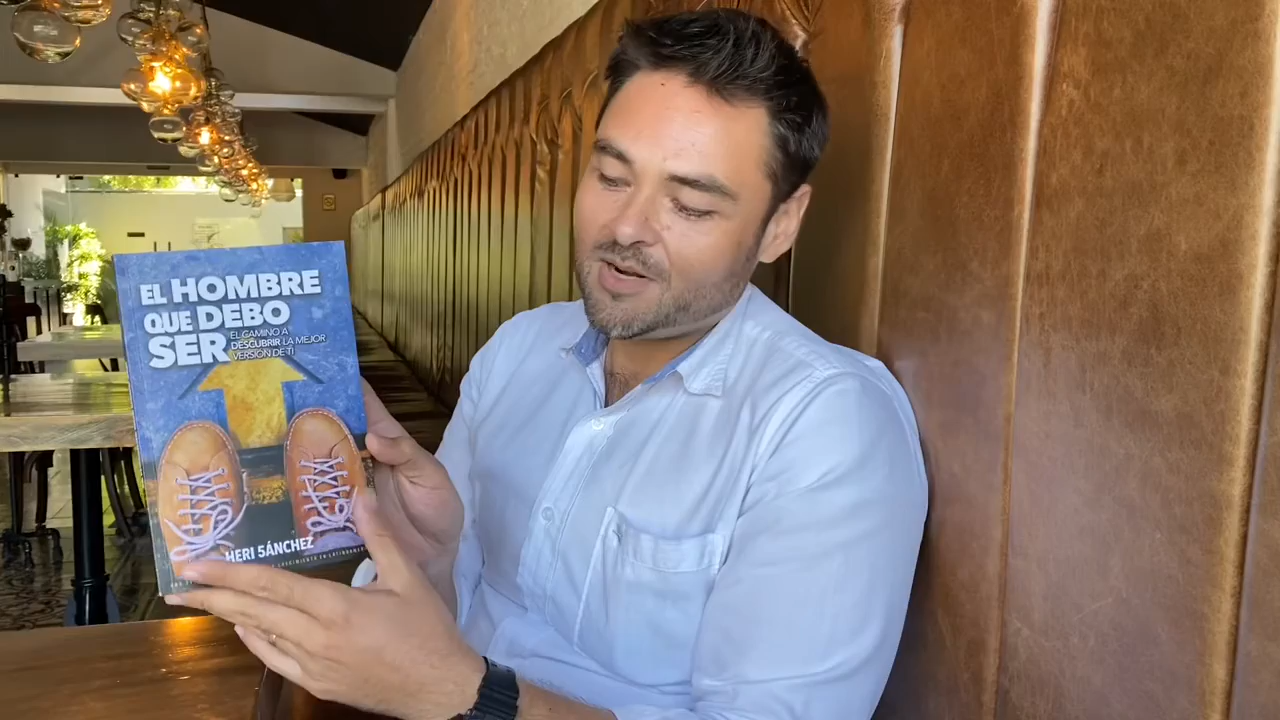 EL HOMBRE
QUE DEBO
SER
EL CAMINO A
DESCUBRIR LA MEJOR
VERSIÓN DE TI
HERI SÁNCHEZ